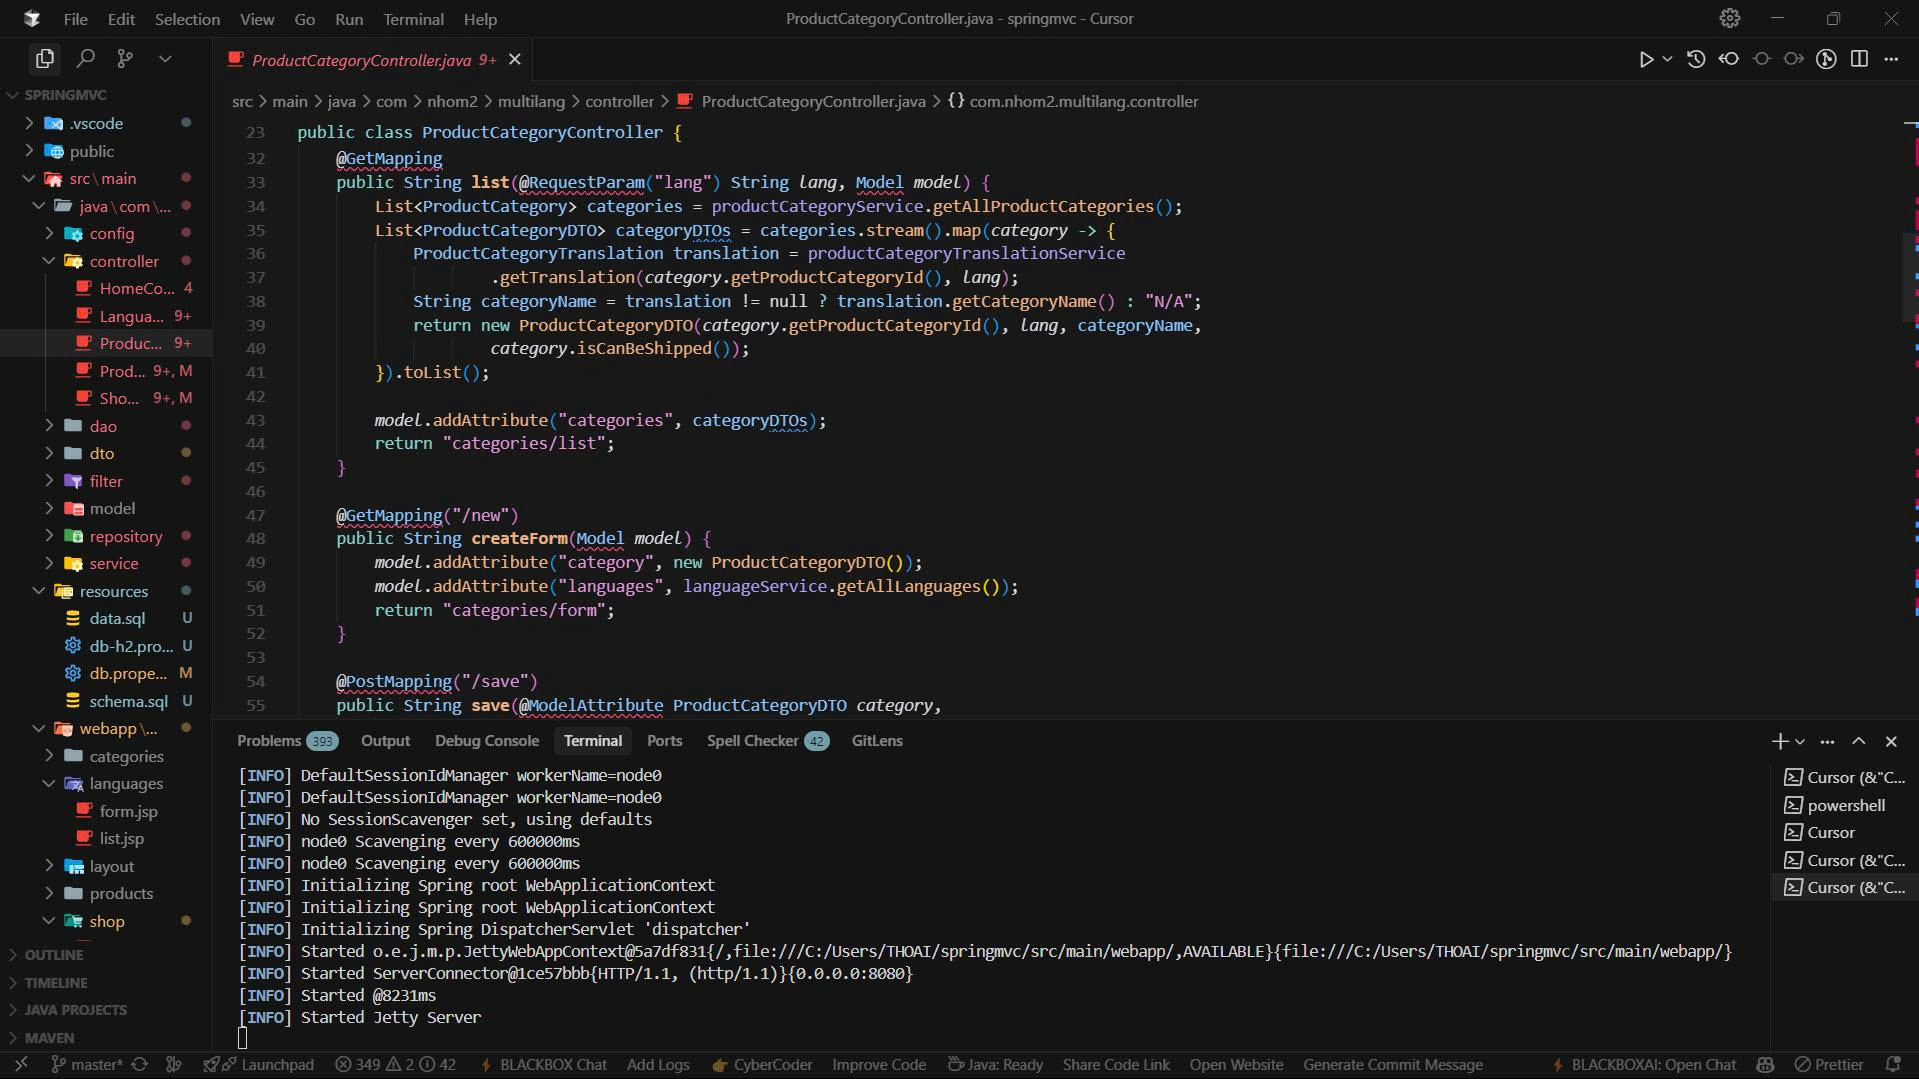 File Edit Selection View Go Run Terminal Help
ProductCategoryController.java - springmvc - Cursor
ProductCategoryController.java 9+
src > main > java > com > nhom2 > multilang > controller > ProductCategoryController.java > {} com.nhom2.multilang.controller
SPRINGMVC
.vscode
public
src\main
java\com\...
config
controller
HomeCo... 4
Langua... 9+
Produc... 9+
Prod... 9+, M
Sho... 9+, M
dao
dto
filter
model
repository
service
resources
data.sql U
db-h2.pro... U
db.prope... M
schema.sql U
webapp\...
categories
languages
form.jsp
list.jsp
layout
products
shop
OUTLINE
TIMELINE
JAVA PROJECTS
MAVEN
23 public class ProductCategoryController {
32 @GetMapping
33 public String list(@RequestParam("lang") String lang, Model model) {
34 List<ProductCategory> categories = productCategoryService.getAllProductCategories();
35 List<ProductCategoryDTO> categoryDTOs = categories.stream().map(category -> {
36 ProductCategoryTranslation translation = productCategoryTranslationService
37 .getTranslation(category.getProductCategoryId(), lang);
38 String categoryName = translation != null ? translation.getCategoryName() : "N/A";
39 return new ProductCategoryDTO(category.getProductCategoryId(), lang, categoryName,
40 category.isCanBeShipped());
41 }).toList();
42
43 model.addAttribute("categories", categoryDTOs);
44 return "categories/list";
45 }
46
47 @GetMapping("/new")
48 public String createForm(Model model) {
49 model.addAttribute("category", new ProductCategoryDTO());
50 model.addAttribute("languages", languageService.getAllLanguages());
51 return "categories/form";
52 }
53
54 @PostMapping("/save")
55 public String save(@ModelAttribute ProductCategoryDTO category,
Problems 393 Output Debug Console Terminal Ports Spell Checker 42 GitLens
[INFO] DefaultSessionIdManager workerName=node0
[INFO] DefaultSessionIdManager workerName=node0
[INFO] No SessionScavenger set, using defaults
[INFO] node0 Scavenging every 600000ms
[INFO] node0 Scavenging every 600000ms
[INFO] Initializing Spring root WebApplicationContext
[INFO] Initializing Spring root WebApplicationContext
[INFO] Initializing Spring DispatcherServlet 'dispatcher'
[INFO] Started o.e.j.m.p.JettyWebAppContext@5a7df831{/,file:///C:/Users/THOAI/springmvc/src/main/webapp/,AVAILABLE}{file:///C:/Users/THOAI/springmvc/src/main/webapp/}
[INFO] Started ServerConnector@1ce57bbb{HTTP/1.1, (http/1.1)}{0.0.0.0:8080}
[INFO] Started @8231ms
[INFO] Started Jetty Server
Cursor (&"C...
powershell
Cursor
Cursor (&"C...
Cursor (&"C...
master* Launchpad 349 2 42 BLACKBOX Chat Add Logs CyberCoder Improve Code Java: Ready Share Code Link Open Website Generate Commit Message BLACKBOXAI: Open Chat Prettier